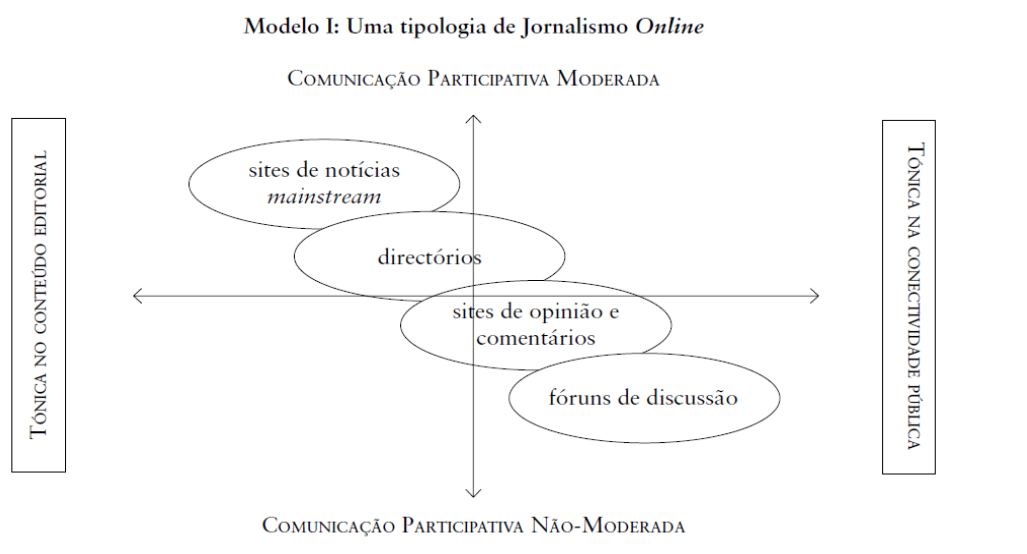 Modelo I: Uma tipologia de Jornalismo Online
Comunicação Participativa Moderada
Tónica no conteúdo editorial
sites de notícias
mainstream
directórios
sites de opinião e
comentários
fóruns de discussão
Tónica na conectividade pública
Comunicação Participativa Não-Moderada